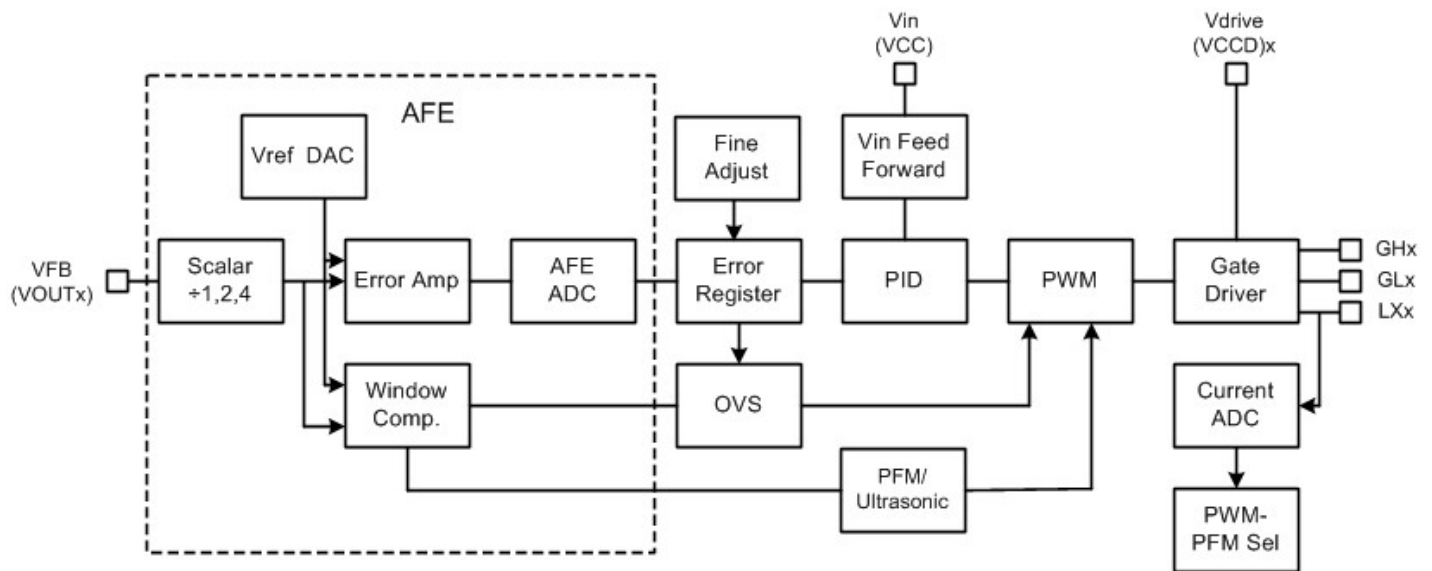 Vin
(VCC)
Vdrive
(VCCD)x
AFE
Vref DAC
Fine
Adjust
Vin Feed
Forward
VFB
(VOUTx)
Scalar
÷1,2,4
Error Amp
AFE
ADC
Error
Register
PID
PWM
Gate
Driver
GHx
GLx
LXx
Window
Comp.
OVS
Current
ADC
PFM/
Ultrasonic
PWM-
PFM Sel